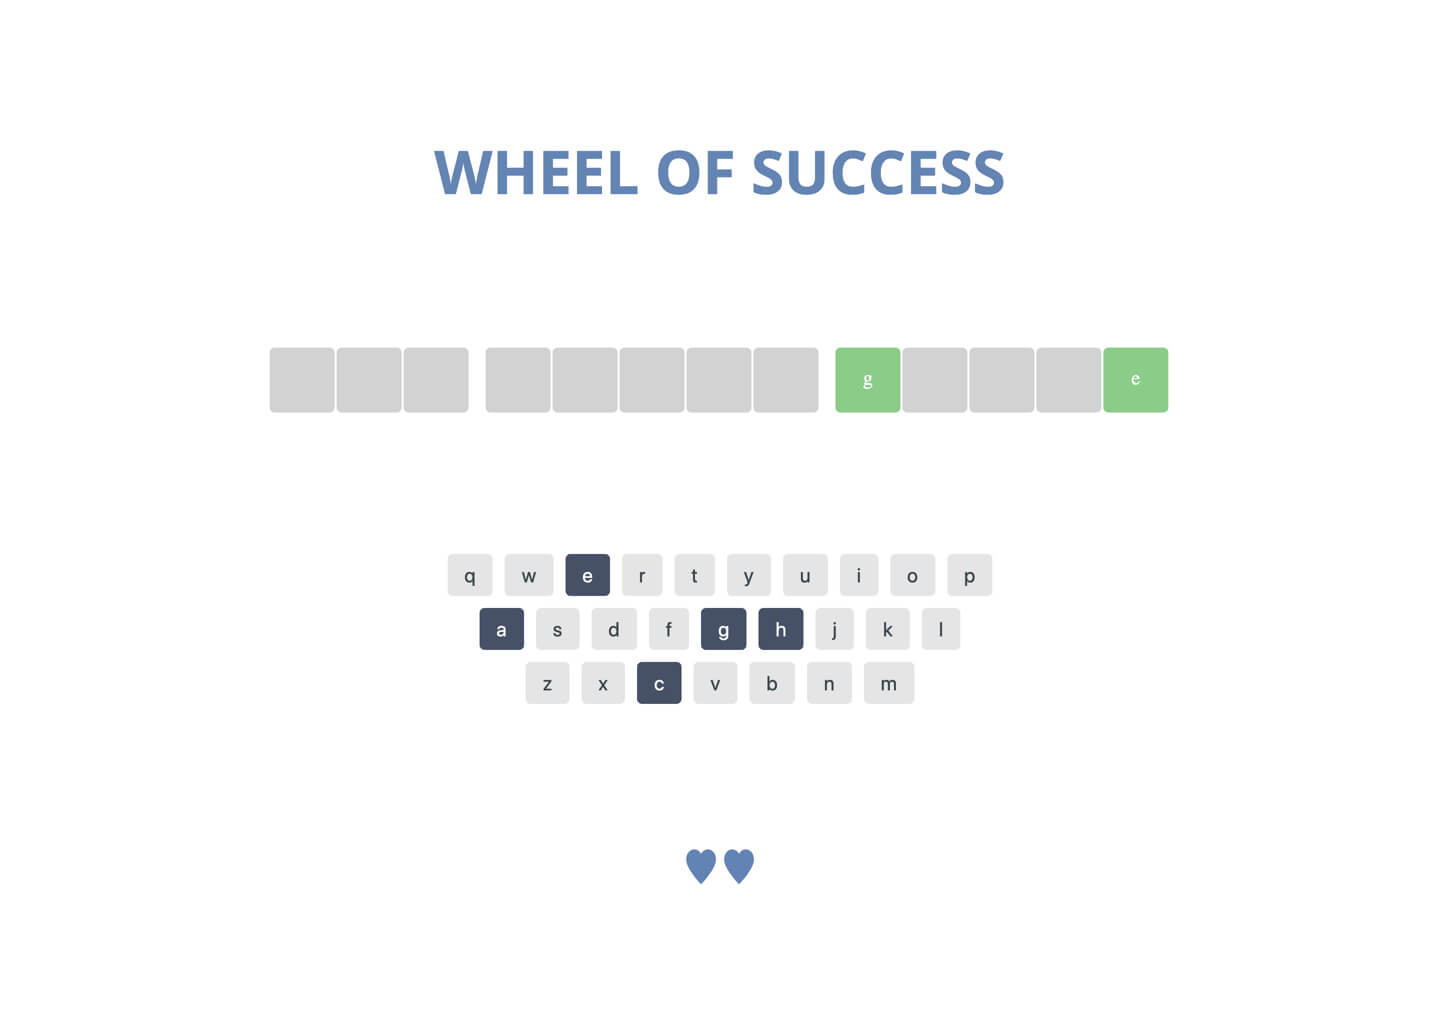 WHEEL OF SUCCESS
g e
q w e r t y u i o p
a s d f g h j k l
z x c v b n m